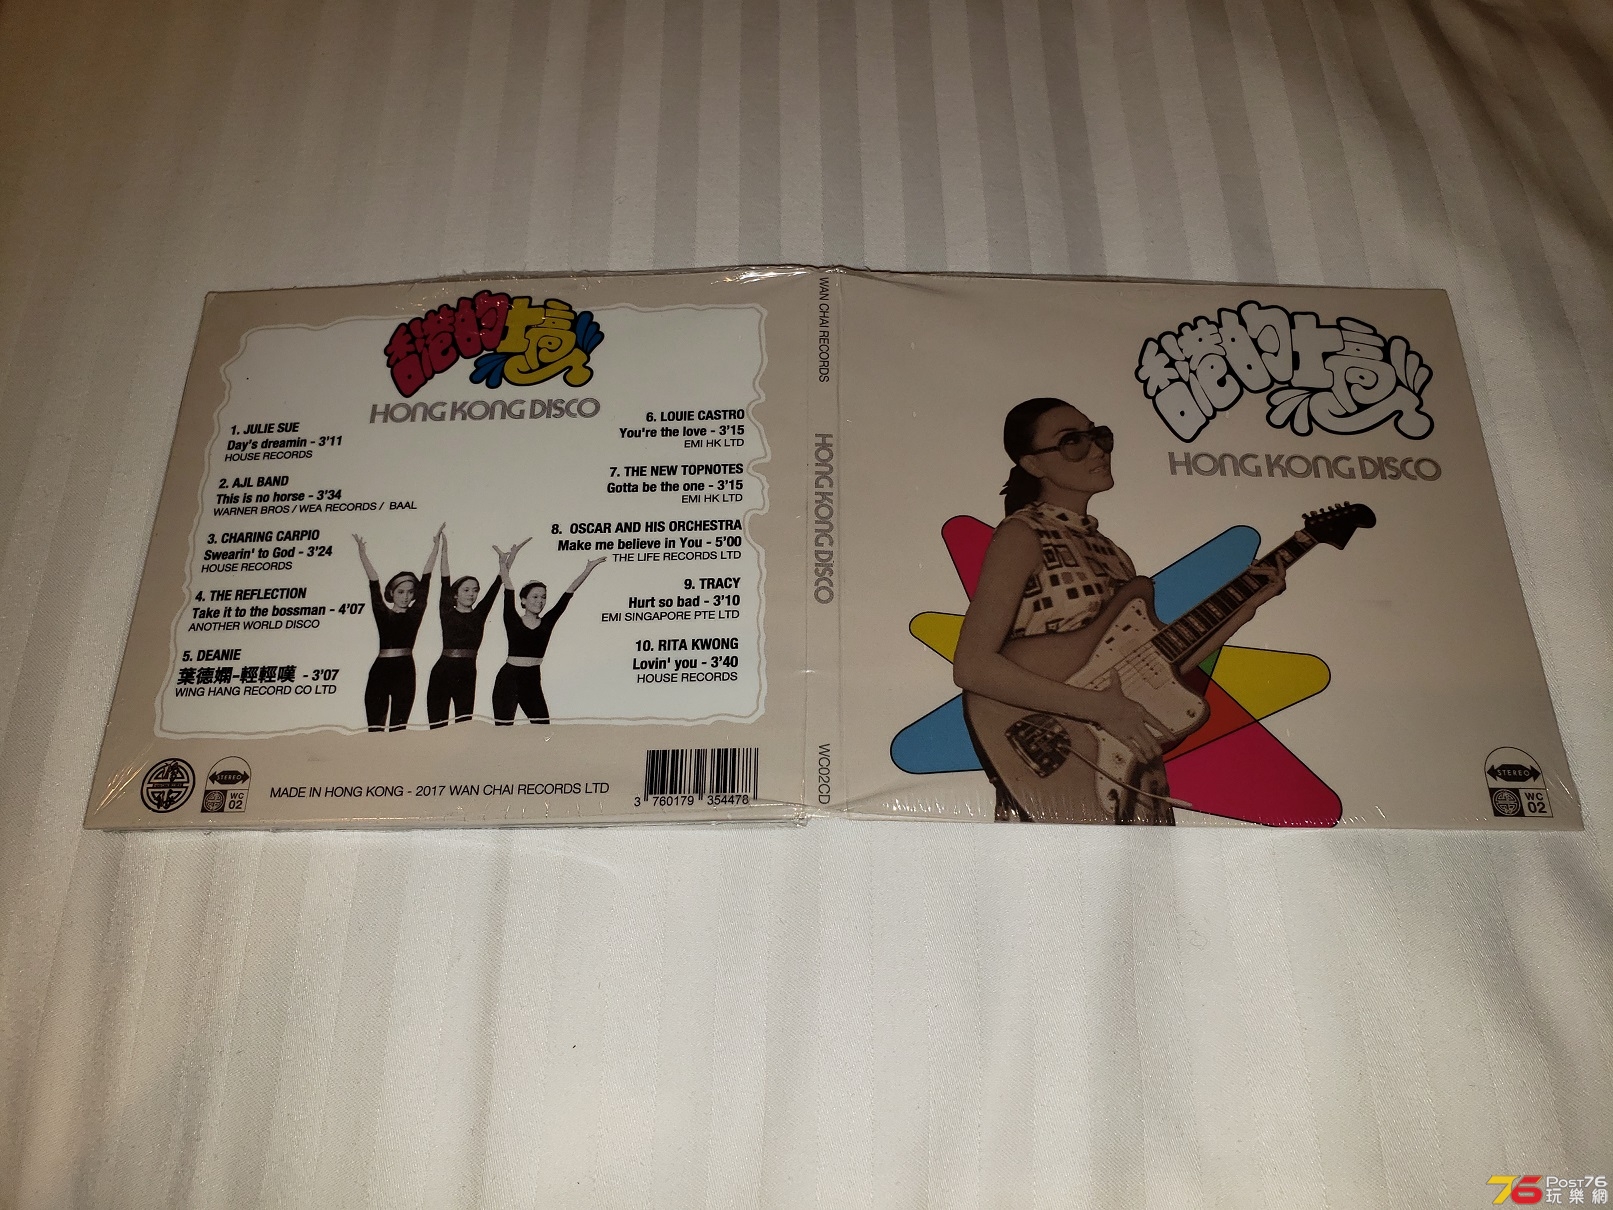 香港的士高
HONG KONG DISCO
1. JULIE SUE
Day's dreamin - 3'11
HOUSE RECORDS
2. AJL BAND
This is no horse - 3'34
WARNER BROS / WEA RECORDS / BAAL
3. CHARING CARPIO
Swearin' to God - 3'24
HOUSE RECORDS
4. THE REFLECTION
Take it to the bossman - 4'07
ANOTHER WORLD DISCO
5. DEANIE
葉德嫻-輕輕嘆 - 3'07
WING HANG RECORD CO LTD
6. LOUIE CASTRO
You're the love - 3'15
EMI HK LTD
7. THE NEW TOPNOTES
Gotta be the one - 3'15
EMI HK LTD
8. OSCAR AND HIS ORCHESTRA
Make me believe in You - 5'00
THE LIFE RECORDS LTD
9. TRACY
Hurt so bad - 3'10
EMI SINGAPORE PTE LTD
10. RITA KWONG
Lovin' you - 3'40
HOUSE RECORDS
STEREO
WC
02
MADE IN HONG KONG - 2017 WAN CHAI RECORDS LTD
3 760179 354478
WAN CHAI RECORDS
HONG KONG DISCO
WC02CD
香港的士高
HONG KONG DISCO
STEREO
WC
02
76 Post76
玩樂網